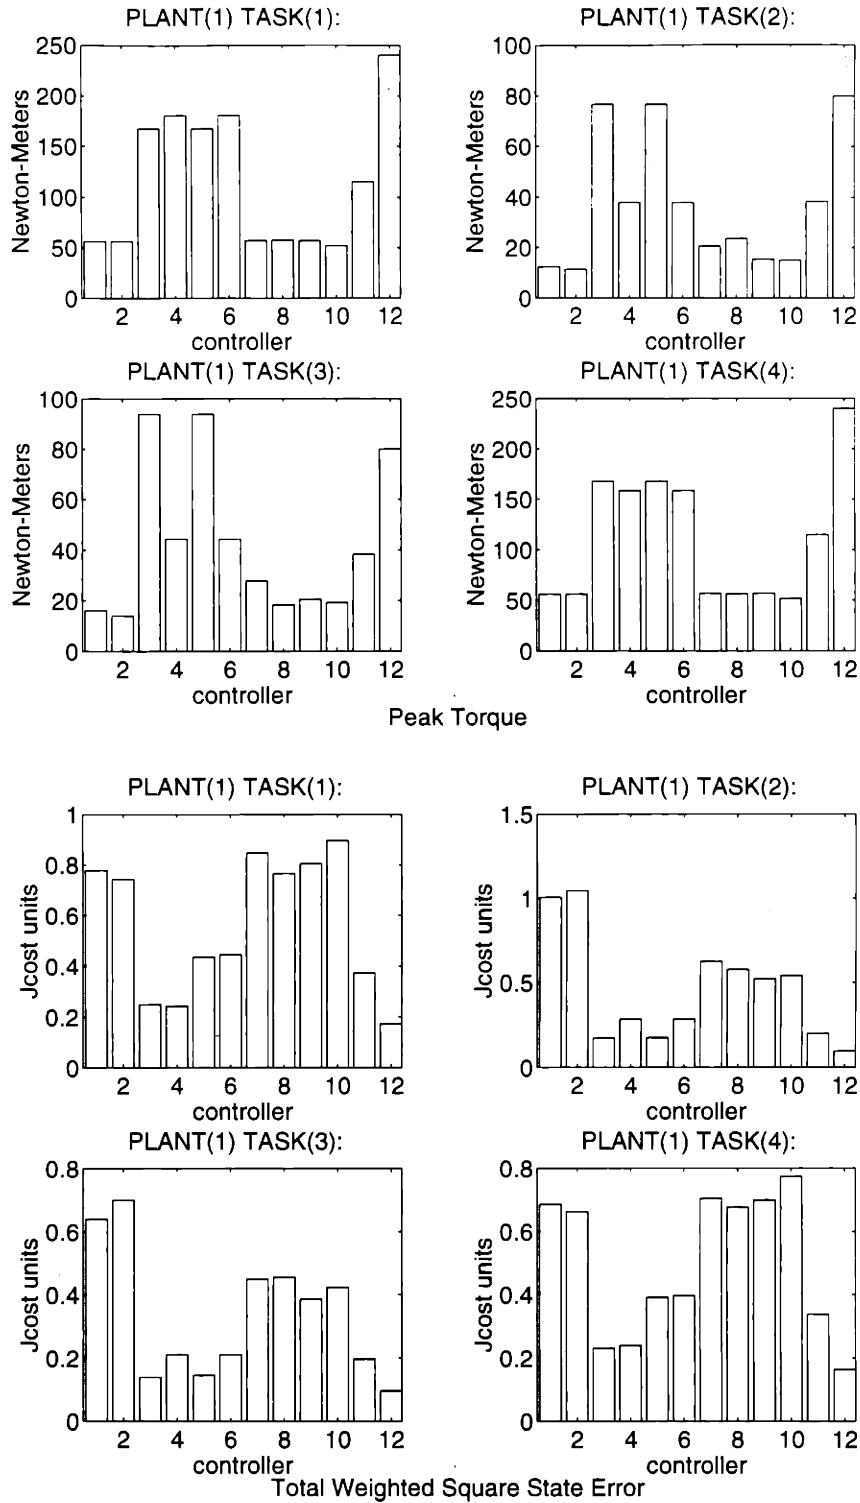 PLANT(1) TASK(1):
250
200
150
100
50
0
Newton-Meters
2 4 6 8 10 12
controller
PLANT(1) TASK(2):
100
80
60
40
20
0
Newton-Meters
2 4 6 8 10 12
controller
PLANT(1) TASK(3):
100
80
60
40
20
0
Newton-Meters
2 4 6 8 10 12
controller
PLANT(1) TASK(4):
250
200
150
100
50
0
Newton-Meters
2 4 6 8 10 12
controller
Peak Torque
PLANT(1) TASK(1):
1
0.8
0.6
0.4
0.2
0
Jcost units
2 4 6 8 10 12
controller
PLANT(1) TASK(2):
1.5
1
0.5
0
Jcost units
2 4 6 8 10 12
controller
PLANT(1) TASK(3):
0.8
0.6
0.4
0.2
0
Jcost units
2 4 6 8 10 12
controller
PLANT(1) TASK(4):
0.8
0.6
0.4
0.2
0
Jcost units
2 4 6 8 10 12
controller
Total Weighted Square State Error